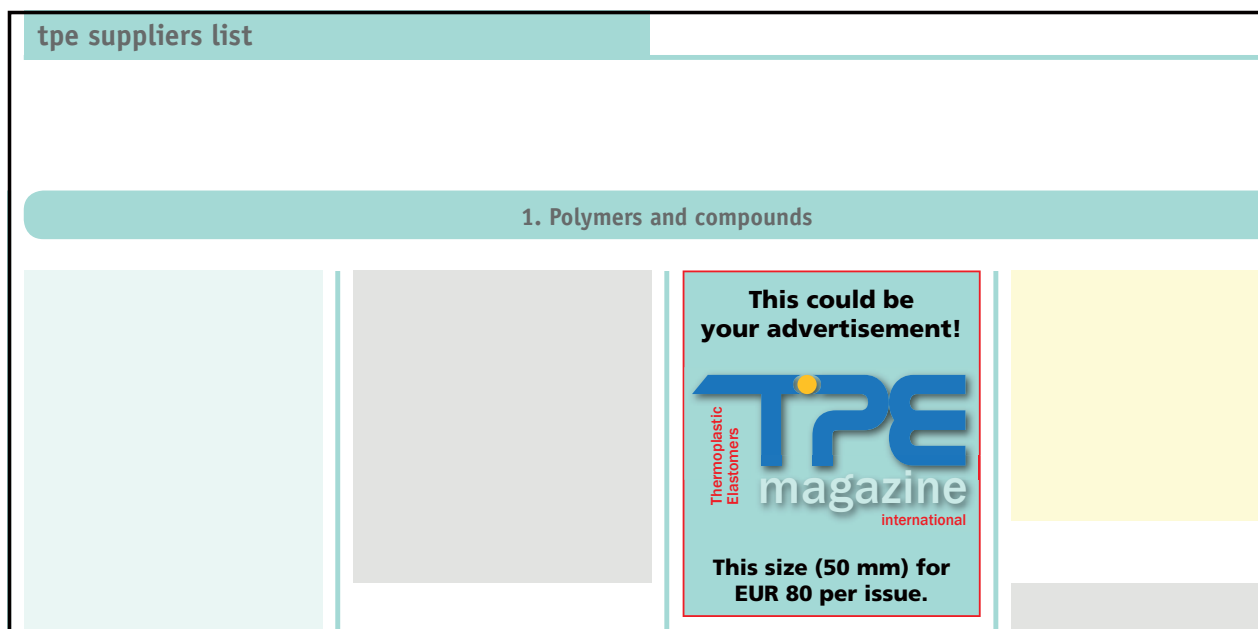 tpe suppliers list
1. Polymers and compounds
This could be
your advertisement!
TPE
Thermoplastic
Elastomers
magazine
international
This size (50 mm) for
EUR 80 per issue.